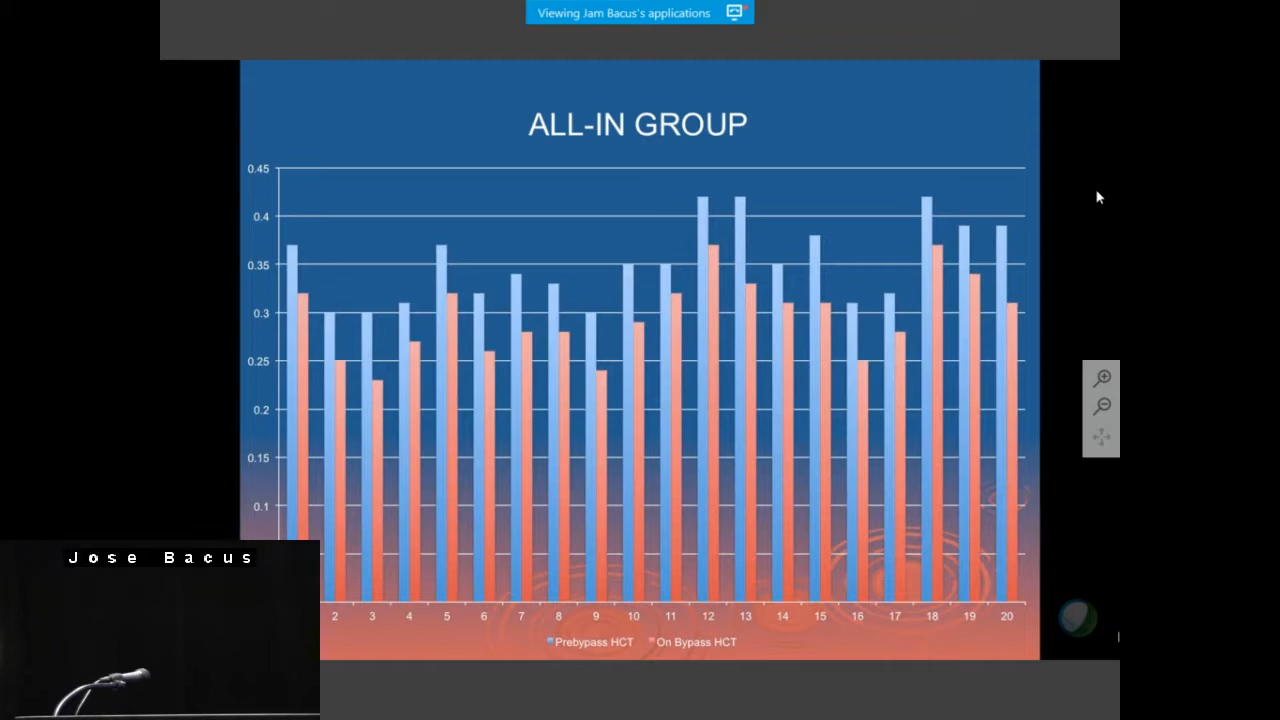 Viewing Jam Bacus's applications
ALL-IN GROUP
0.45
0.4
0.35
0.3
0.25
0.2
0.15
0.1
Jose Bacus
2 3 4 5 6 7 8 9 10 11 12 13 14 15 16 17 18 19 20
Prebypass HCT On Bypass HCT